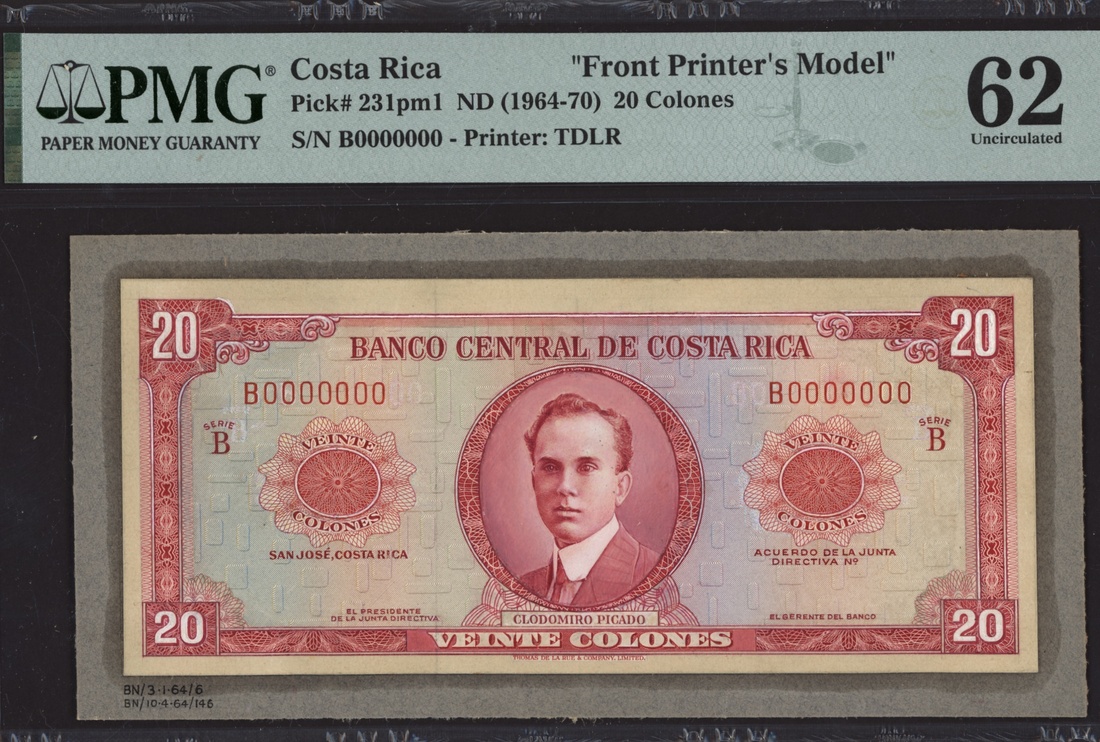 PMG®
PAPER MONEY GUARANTY
Costa Rica "Front Printer's Model"
Pick# 231pm1 ND (1964-70) 20 Colones
S/N B0000000 - Printer: TDLR
62
Uncirculated
20 20
BANCO CENTRAL DE COSTA RICA
B0000000 B0000000
SERIE B SERIE B
VEINTE COLONES VEINTE COLONES
SAN JOSÉ, COSTA RICA
ACUERDO DE LA JUNTA
DIRECTIVA Nº
EL PRESIDENTE
DE LA JUNTA DIRECTIVA
CLODOMIRO PICADO
EL GERENTE DEL BANCO
20 VEINTE COLONES 20
THOMAS DE LA RUE & COMPANY, LIMITED.
BN/3·1·64/6
BN/10·4·64/146